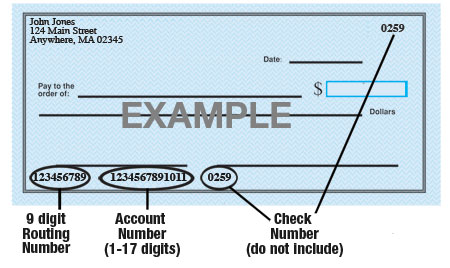 John Jones
124 Main Street
Anywhere, MA 02345
0259
Date:
Pay to the
order of:
$
EXAMPLE
Dollars
123456789 1234567891011 0259
9 digit
Routing
Number
Account
Number
(1-17 digits)
Check
Number
(do not include)